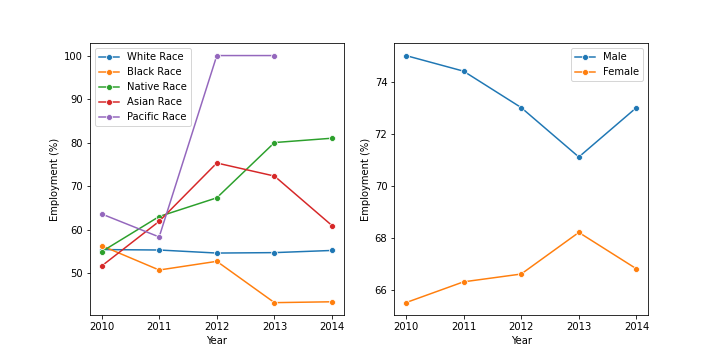 White Race
Black Race
Native Race
Asian Race
Pacific Race
100
90
80
70
60
50
Employment (%)
2010 2011 2012 2013 2014
Year
Male
Female
74
72
70
68
66
Employment (%)
2010 2011 2012 2013 2014
Year